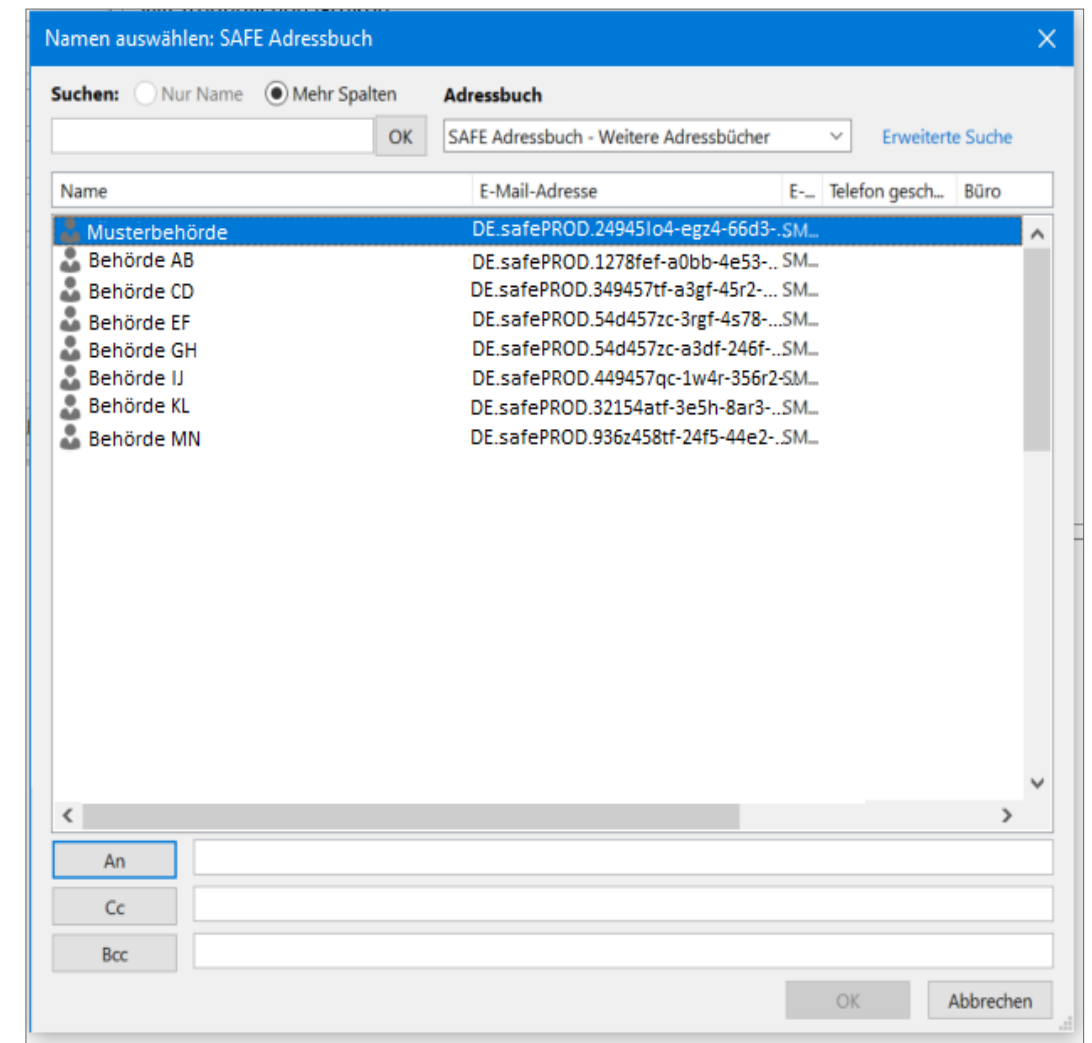 Namen auswählen: SAFE Adressbuch
Suchen: Nur Name Mehr Spalten Adressbuch
OK SAFE Adressbuch - Weitere Adressbücher Erweiterte Suche
Name E-Mail-Adresse E-... Telefon gesch... Büro
Musterbehörde DE.safePROD.24945lo4-egz4-66d3-.SM...
Behörde AB DE.safePROD.1278fef-a0bb-4e53-.. SM...
Behörde CD DE.safePROD.349457tf-a3gf-45r2-... SM...
Behörde EF DE.safePROD.54d457zc-3rgf-4s78-...SM...
Behörde GH DE.safePROD.54d457zc-a3df-246f-..SM...
Behörde IJ DE.safePROD.449457qc-1w4r-356r2-SM...
Behörde KL DE.safePROD.32154atf-3e5h-8ar3-..SM...
Behörde MN DE.safePROD.936z458tf-24f5-44e2-..SM...
An
Cc
Bcc
OK Abbrechen